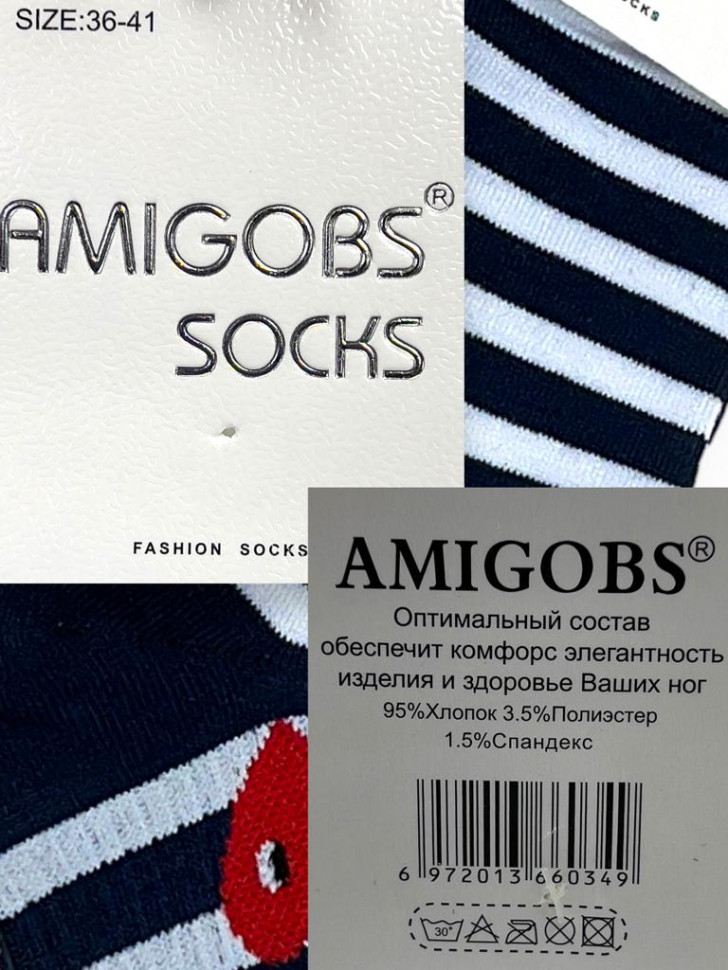 SIZE:36-41
CKS
AMIGOBS®
SOCKS
FASHION SOCKS
AMIGOBS®
Оптимальный состав
обеспечит комфорс элегантность
изделия и здоровье Ваших ног
95%Хлопок 3.5%Полиэстер
1.5%Спандекс
6 972013 660349
30°